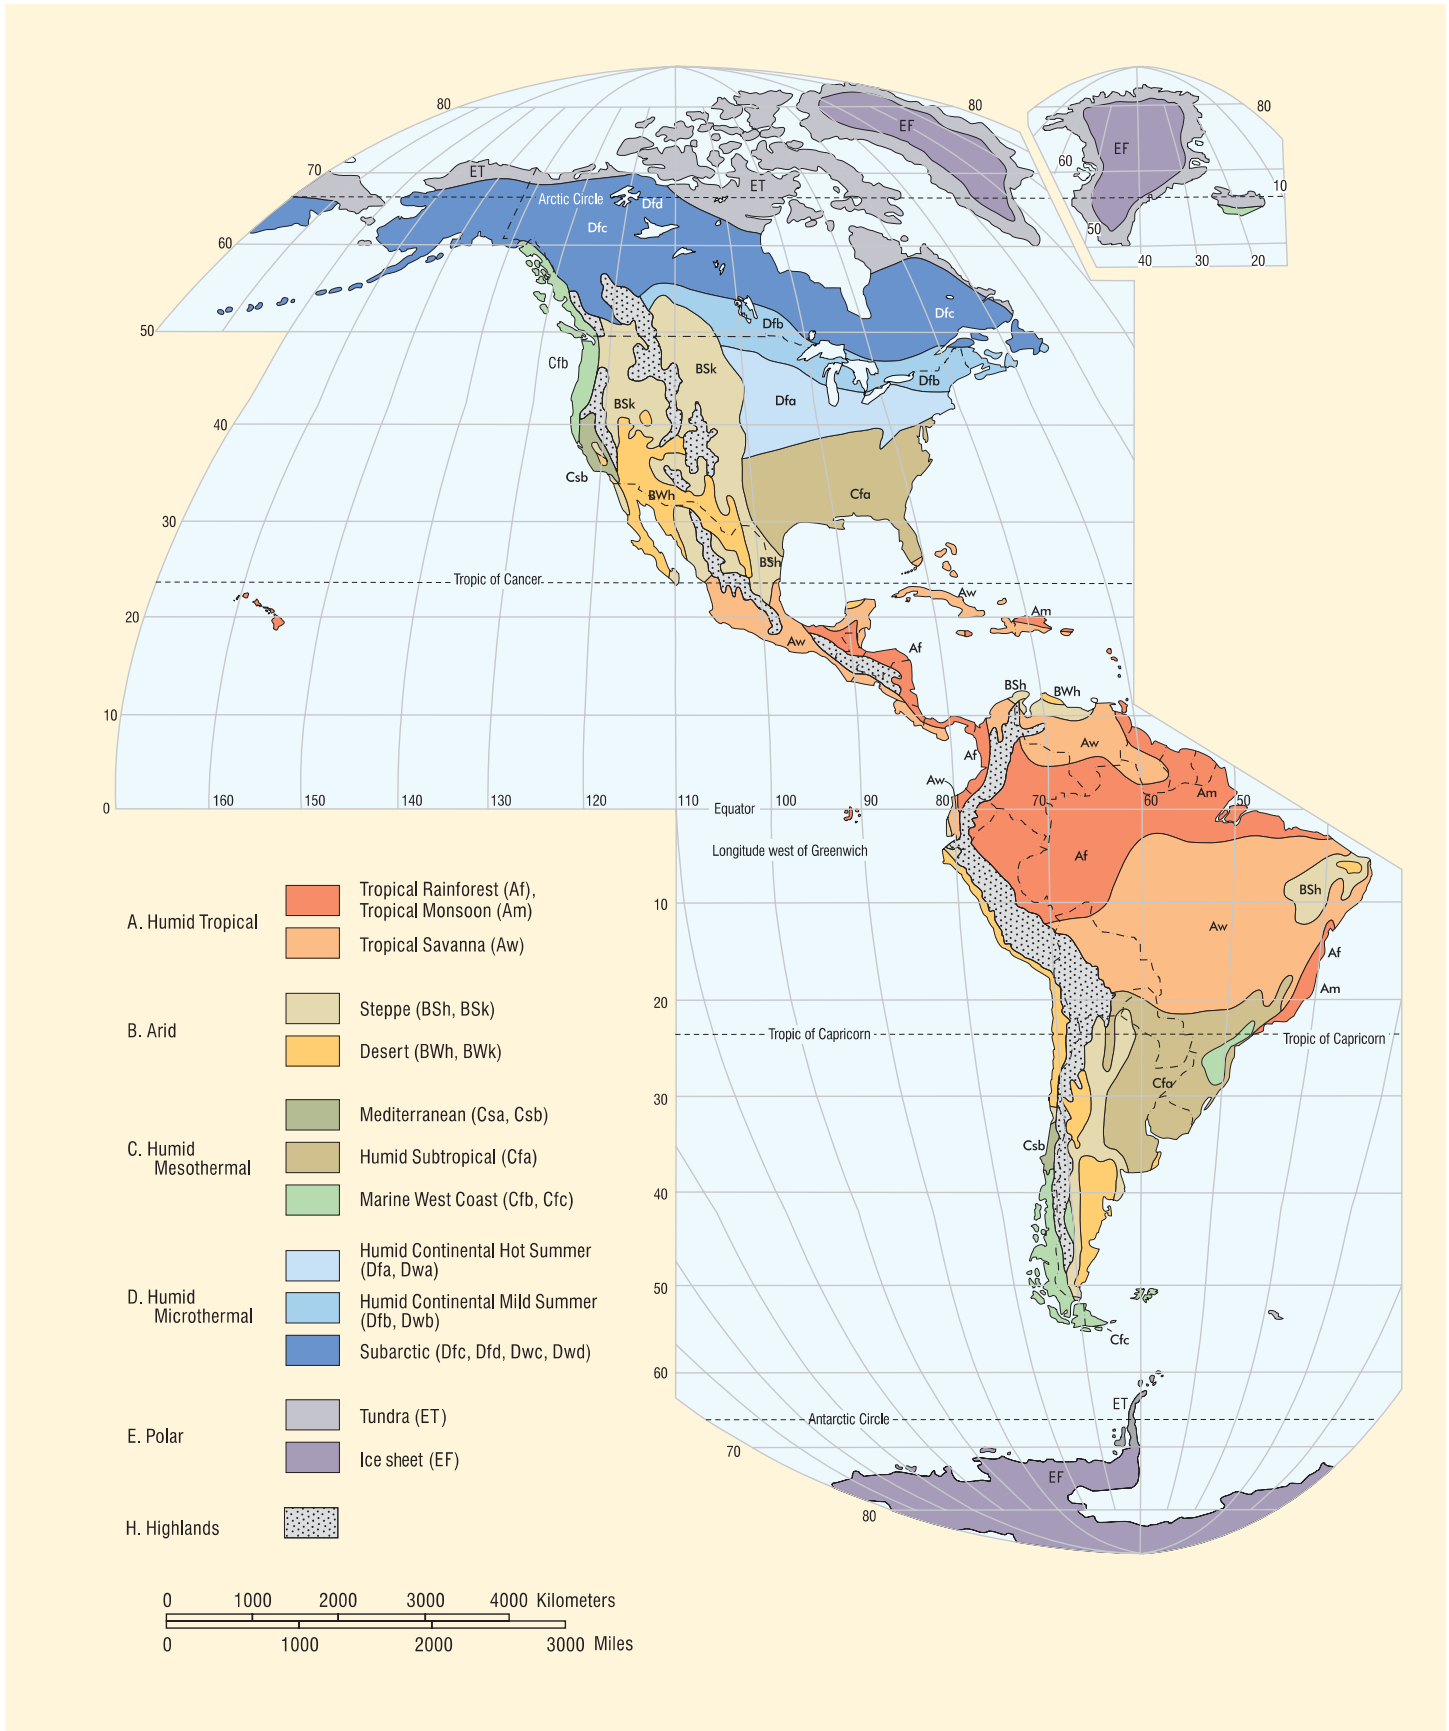 80
80
80
EF
EF
70
ET
ET
60
10
Arctic Circle
Dfd
Dfc
50
60
40
30
20
Dfc
50
Dfb
Cfb
BSk
Dfb
BSk
Dfa
40
Csb
BWh
Cfa
30
BSh
Tropic of Cancer
Aw
Am
20
Aw
Af
BSh
BWh
10
Aw
Af
Aw
Am
0
160
150
140
130
120
110
100
90
80
70
60
50
Equator
Longitude west of Greenwich
Af
BSh
10
Aw
Af
Am
20
Tropic of Capricorn
Tropic of Capricorn
Cfa
30
Csb
40
50
Cfc
60
ET
Antarctic Circle
70
EF
80
A. Humid Tropical
Tropical Rainforest (Af),
Tropical Monsoon (Am)
Tropical Savanna (Aw)
B. Arid
Steppe (BSh, BSk)
Desert (BWh, BWk)
C. Humid
Mesothermal
Mediterranean (Csa, Csb)
Humid Subtropical (Cfa)
Marine West Coast (Cfb, Cfc)
D. Humid
Microthermal
Humid Continental Hot Summer
(Dfa, Dwa)
Humid Continental Mild Summer
(Dfb, Dwb)
Subarctic (Dfc, Dfd, Dwc, Dwd)
E. Polar
Tundra (ET)
Ice sheet (EF)
H. Highlands
0 1000 2000 3000 4000 Kilometers
0 1000 2000 3000 Miles